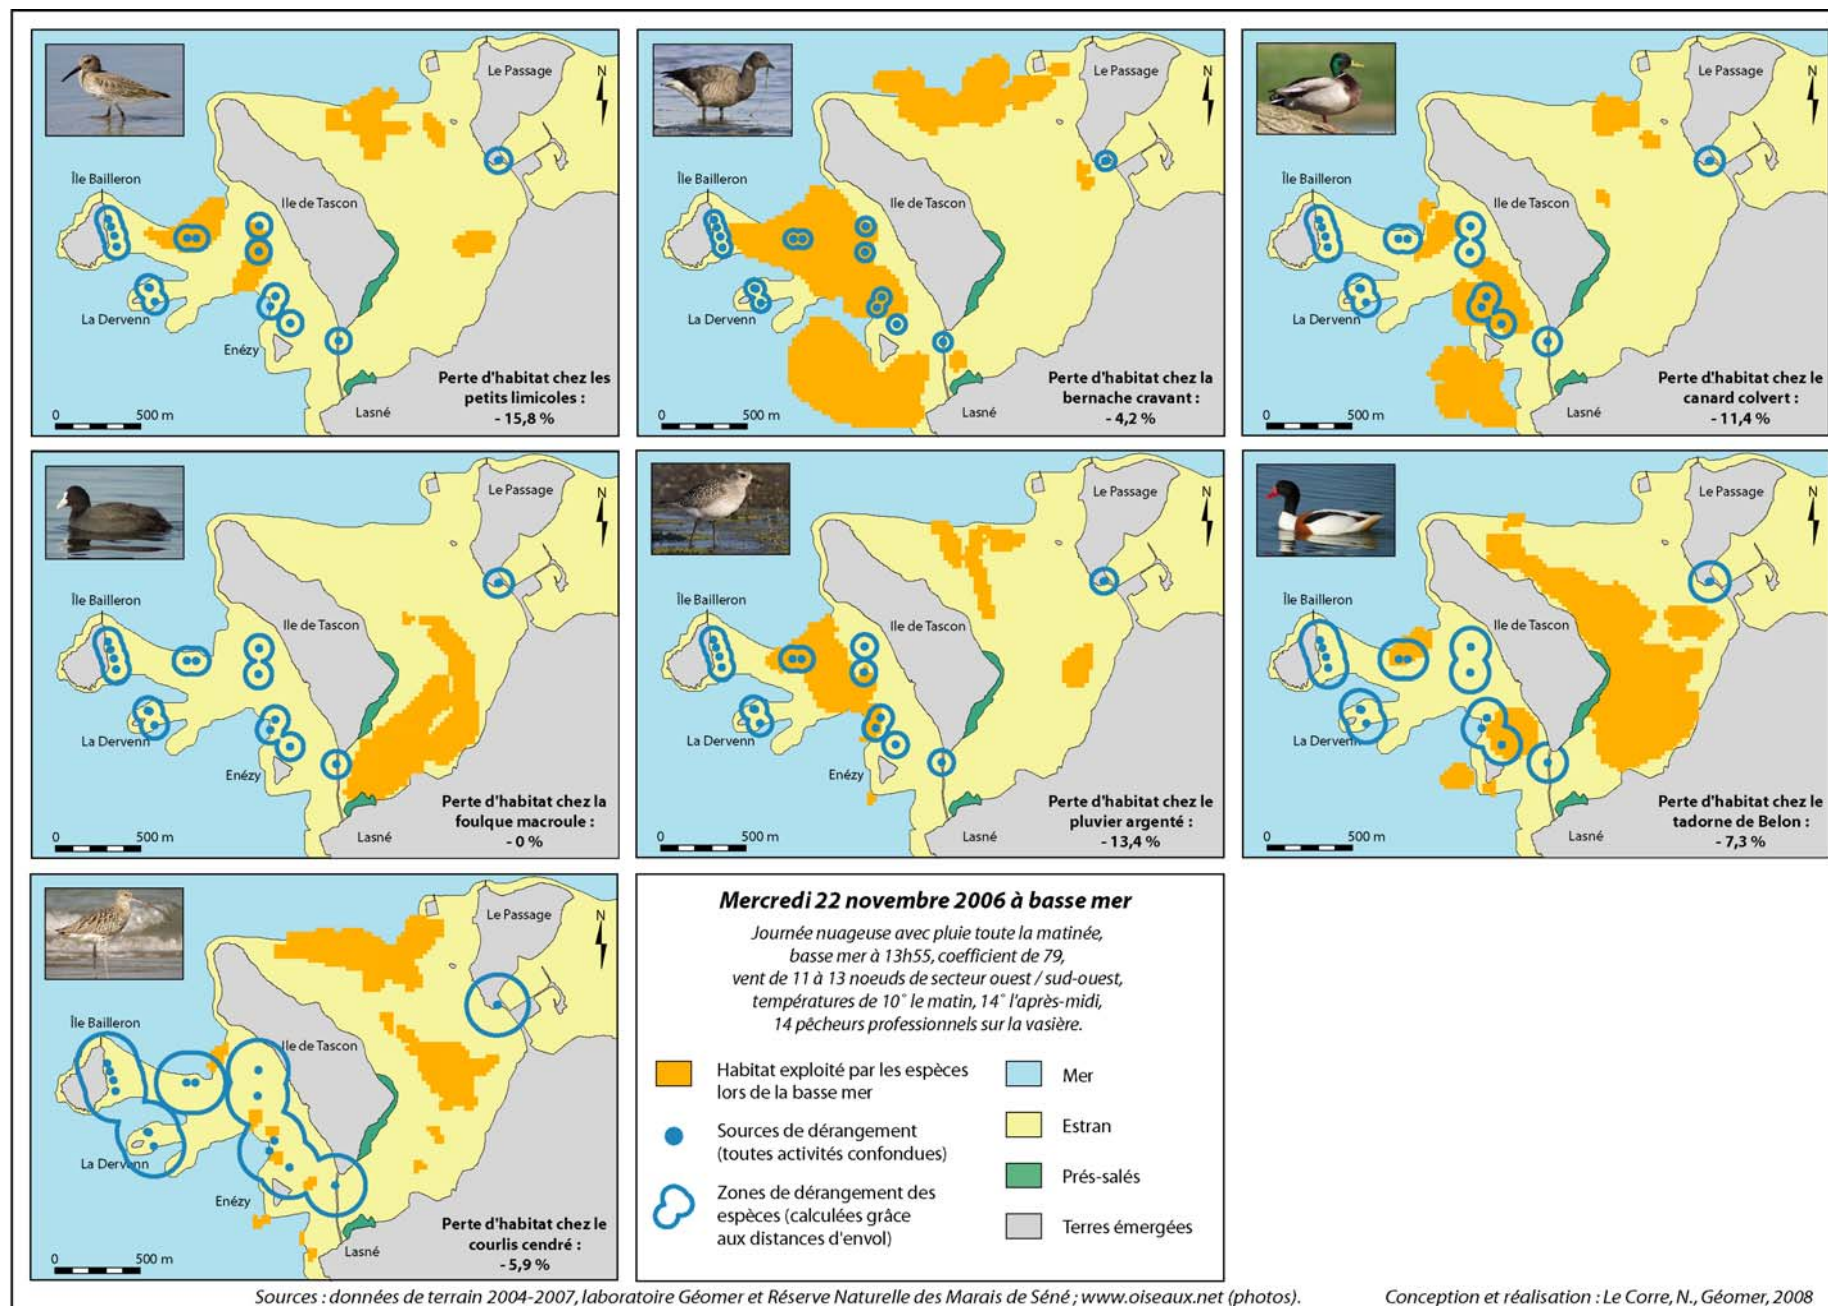 Le Passage
N
Île Bailleron
Ile de Tascon
La Dervenn
Enézy
Lasné
0 500 m
Perte d'habitat chez les
petits limicoles :
- 15,8 %
Le Passage
N
Île Bailleron
Ile de Tascon
La Dervenn
Enézy
Lasné
0 500 m
Perte d'habitat chez la
bernache cravant :
- 4,2 %
Le Passage
N
Île Bailleron
Ile de Tascon
La Dervenn
Enézy
Lasné
0 500 m
Perte d'habitat chez le
canard colvert :
- 11,4 %
Le Passage
N
Île Bailleron
Ile de Tascon
La Dervenn
Enézy
Lasné
0 500 m
Perte d'habitat chez la
foulque macroule :
- 0 %
Le Passage
N
Île Bailleron
Ile de Tascon
La Dervenn
Enézy
Lasné
0 500 m
Perte d'habitat chez le
pluvier argenté :
- 13,4 %
Le Passage
N
Île Bailleron
Ile de Tascon
La Dervenn
Enézy
Lasné
0 500 m
Perte d'habitat chez le
tadorne de Belon :
- 7,3 %
Le Passage
N
Île Bailleron
Ile de Tascon
La Dervenn
Enézy
Lasné
0 500 m
Perte d'habitat chez le
courlis cendré :
- 5,9 %
Mercredi 22 novembre 2006 à basse mer
Journée nuageuse avec pluie toute la matinée,
basse mer à 13h55, coefficient de 79,
vent de 11 à 13 noeuds de secteur ouest / sud-ouest,
températures de 10° le matin, 14° l'après-midi,
14 pêcheurs professionnels sur la vasière.
Habitat exploité par les espèces
lors de la basse mer
Sources de dérangement
(toutes activités confondues)
Zones de dérangement des
espèces (calculées grâce
aux distances d'envol)
Mer
Estran
Prés-salés
Terres émergées
Sources : données de terrain 2004-2007, laboratoire Géomer et Réserve Naturelle des Marais de Séné ; www.oiseaux.net (photos).
Conception et réalisation : Le Corre, N., Géomer, 2008